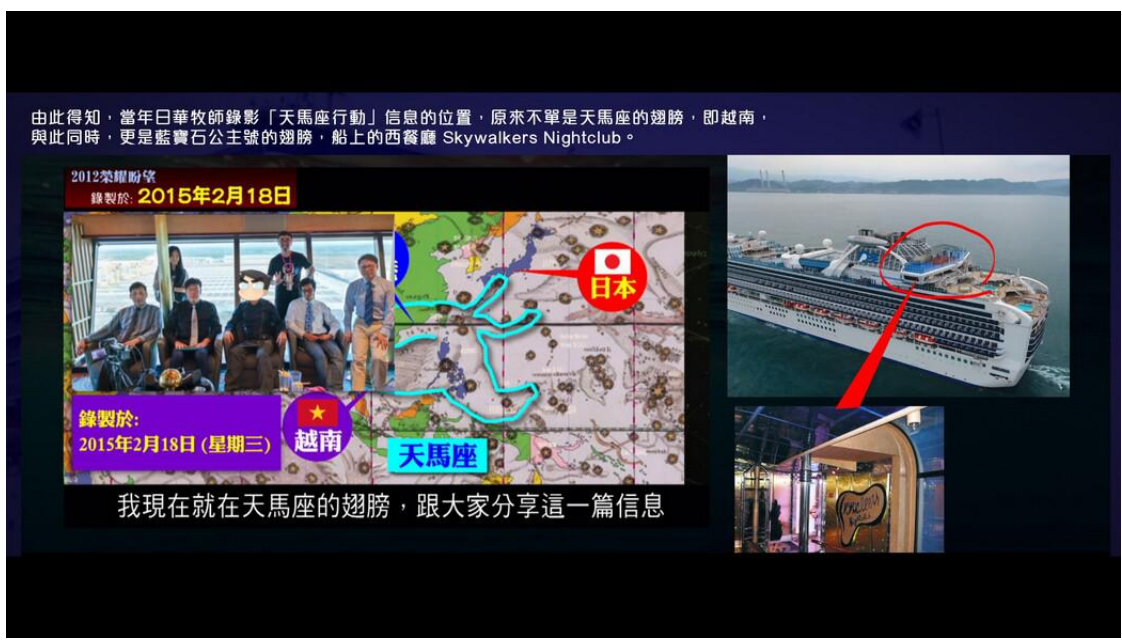 由此得知，當年日華牧師錄影「天馬座行動」信息的位置，原來不單是天馬座的翅膀，即越南，
與此同時，更是藍寶石公主號的翅膀，船上的西餐廳 Skywalkers Nightclub。
2012榮耀盼望
錄製於: 2015年2月18日
日本
錄製於:
2015年2月18日 (星期三)
越南
天馬座
我現在就在天馬座的翅膀，跟大家分享這一篇信息